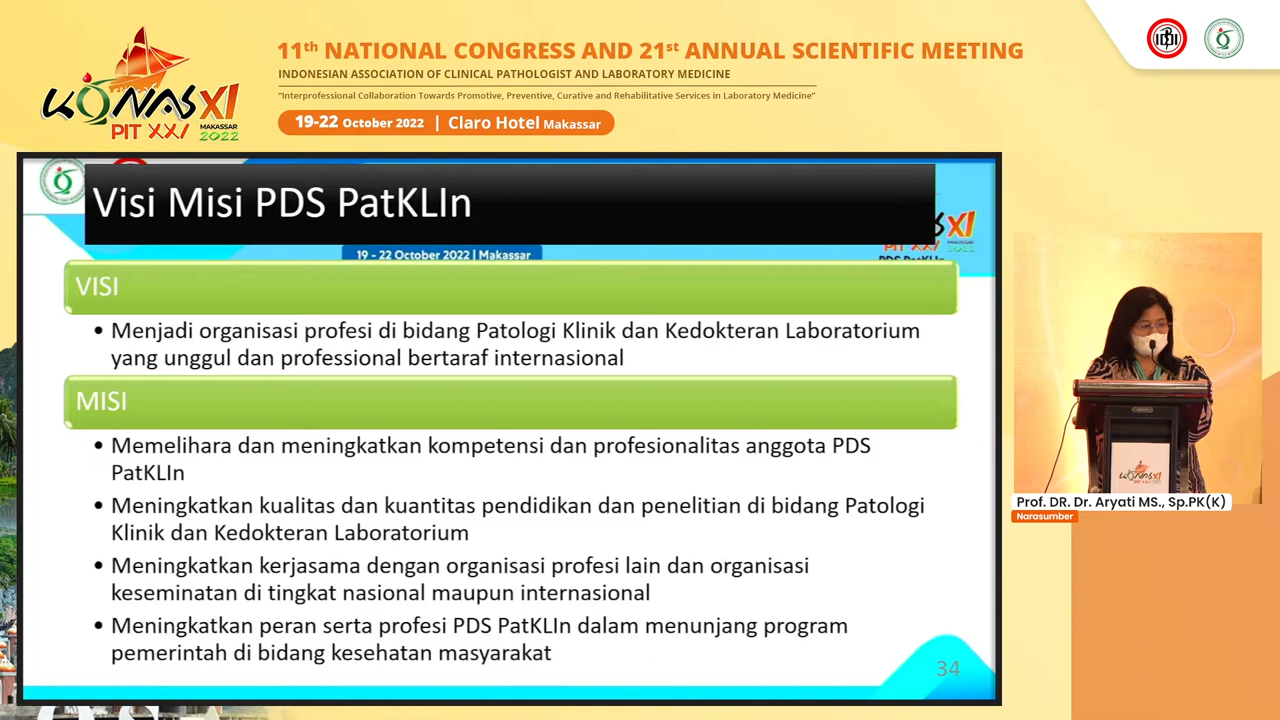 11th NATIONAL CONGRESS AND 21st ANNUAL SCIENTIFIC MEETING
INDONESIAN ASSOCIATION OF CLINICAL PATHOLOGIST AND LABORATORY MEDICINE
"Interprofessional Collaboration Towards Promotive, Preventive, Curative and Rehabilitative Services in Laboratory Medicine"
19-22 October 2022 | Claro Hotel Makassar
KONAS XI
PIT XXI MAKASSAR
2022
Visi Misi PDS PatKLIn
XI
19 - 22 October 2022 | Makassar
VISI
• Menjadi organisasi profesi di bidang Patologi Klinik dan Kedokteran Laboratorium
yang unggul dan professional bertaraf internasional
MISI
• Memelihara dan meningkatkan kompetensi dan profesionalitas anggota PDS
PatKLIn
• Meningkatkan kualitas dan kuantitas pendidikan dan penelitian di bidang Patologi
Klinik dan Kedokteran Laboratorium
• Meningkatkan kerjasama dengan organisasi profesi lain dan organisasi
keseminatan di tingkat nasional maupun internasional
• Meningkatkan peran serta profesi PDS PatKLIn dalam menunjang program
pemerintah di bidang kesehatan masyarakat
34
KONAS XI
PIT XXI
Prof. DR. Dr. Aryati MS., Sp.PK(K)
Narasumber